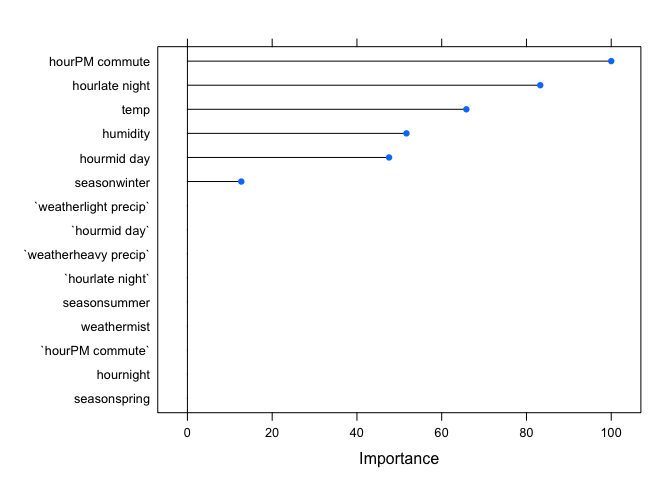 hourPM commute
hourlate night
temp
humidity
hourmid day
seasonwinter
`weatherlight precip`
`hourmid day`
`weatherheavy precip`
`hourlate night`
seasonsummer
weathermist
`hourPM commute`
hournight
seasonspring
0 20 40 60 80 100
Importance